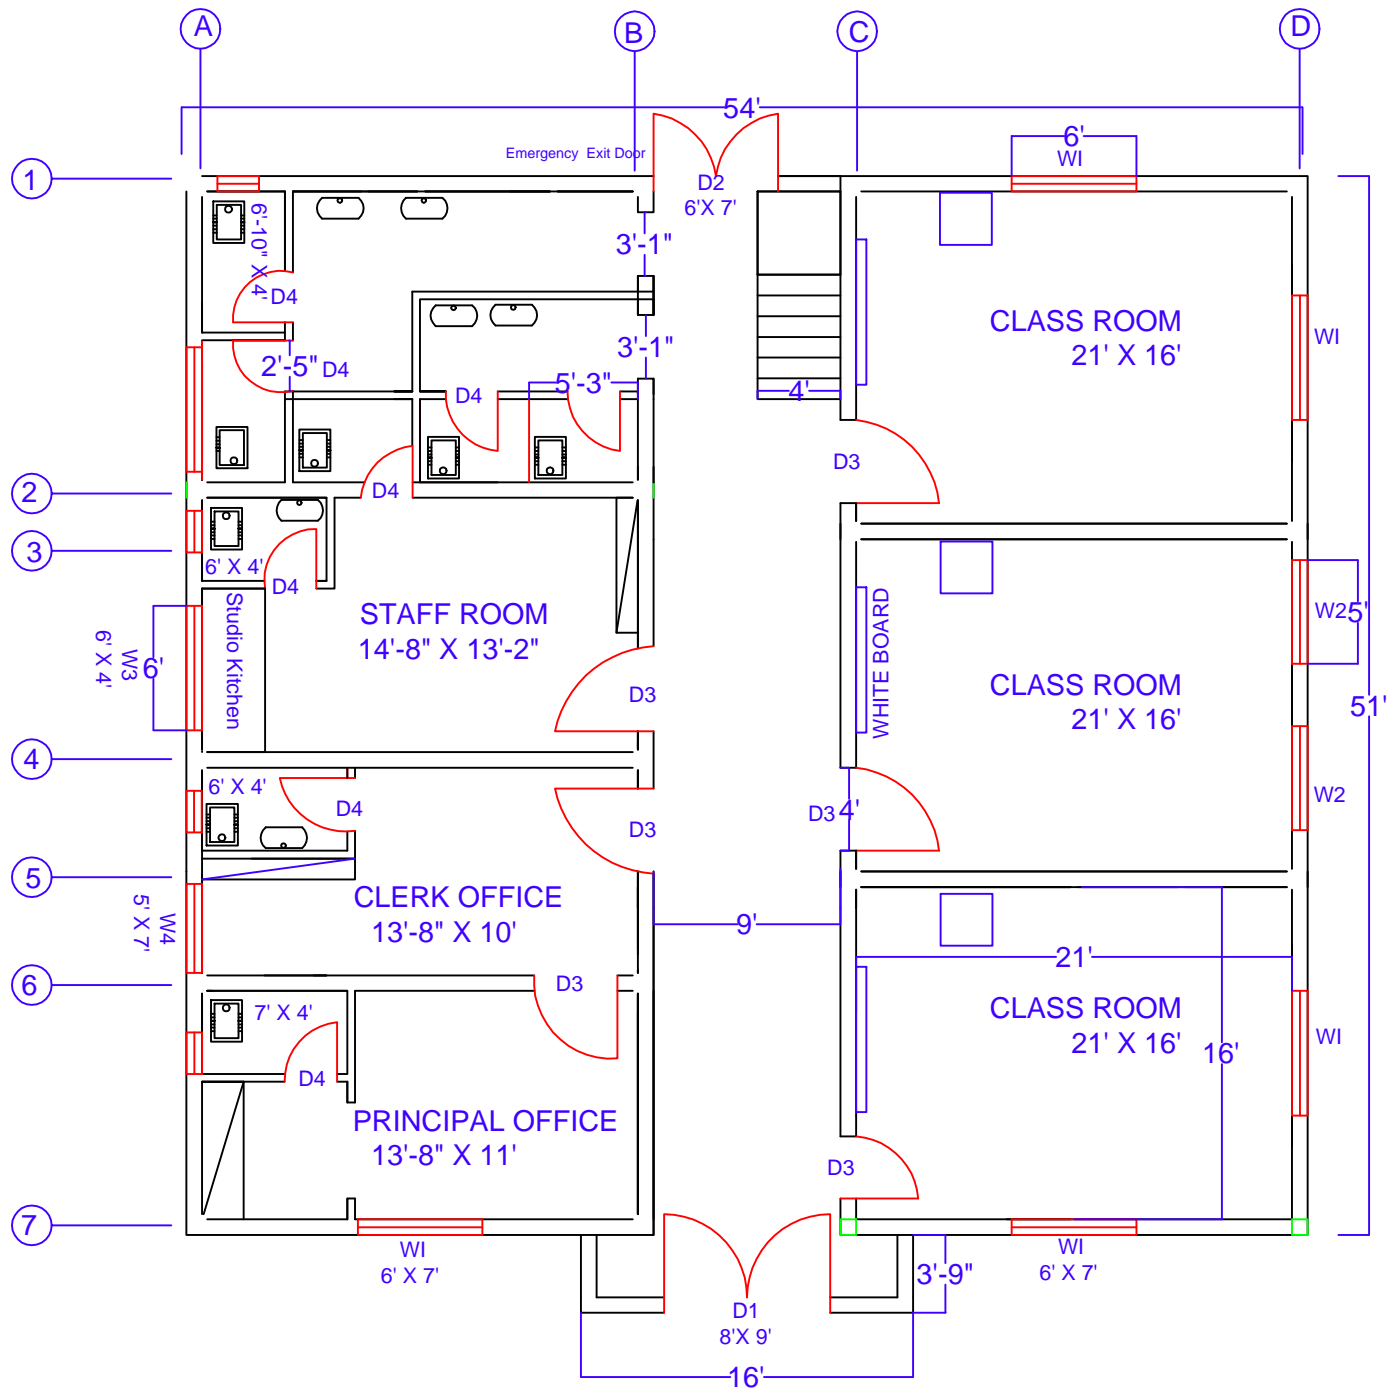 A
B
C
D
54'
6'
WI
Emergency Exit Door
1
D2
6'X 7'
6'-10" X 4'
3'-1"
D4
CLASS ROOM
21' X 16'
WI
3'-1"
2'-5"
D4
5'-3"
D4
4'
D3
2
D4
3
6' X 4'
D4
Studio Kitchen
STAFF ROOM
14'-8" X 13'-2"
WHITE BOARD
W2
5'
W3
6' X 4'
6'
D3
CLASS ROOM
21' X 16'
51'
4
6' X 4'
D4
D3
D3
4'
W2
5
CLERK OFFICE
13'-8" X 10'
W4
5' X 7'
9'
21'
6
D3
7' X 4'
CLASS ROOM
21' X 16'
16'
WI
D4
PRINCIPAL OFFICE
13'-8" X 11'
D3
7
WI
6' X 7'
WI
6' X 7'
3'-9"
D1
8'X 9'
16'